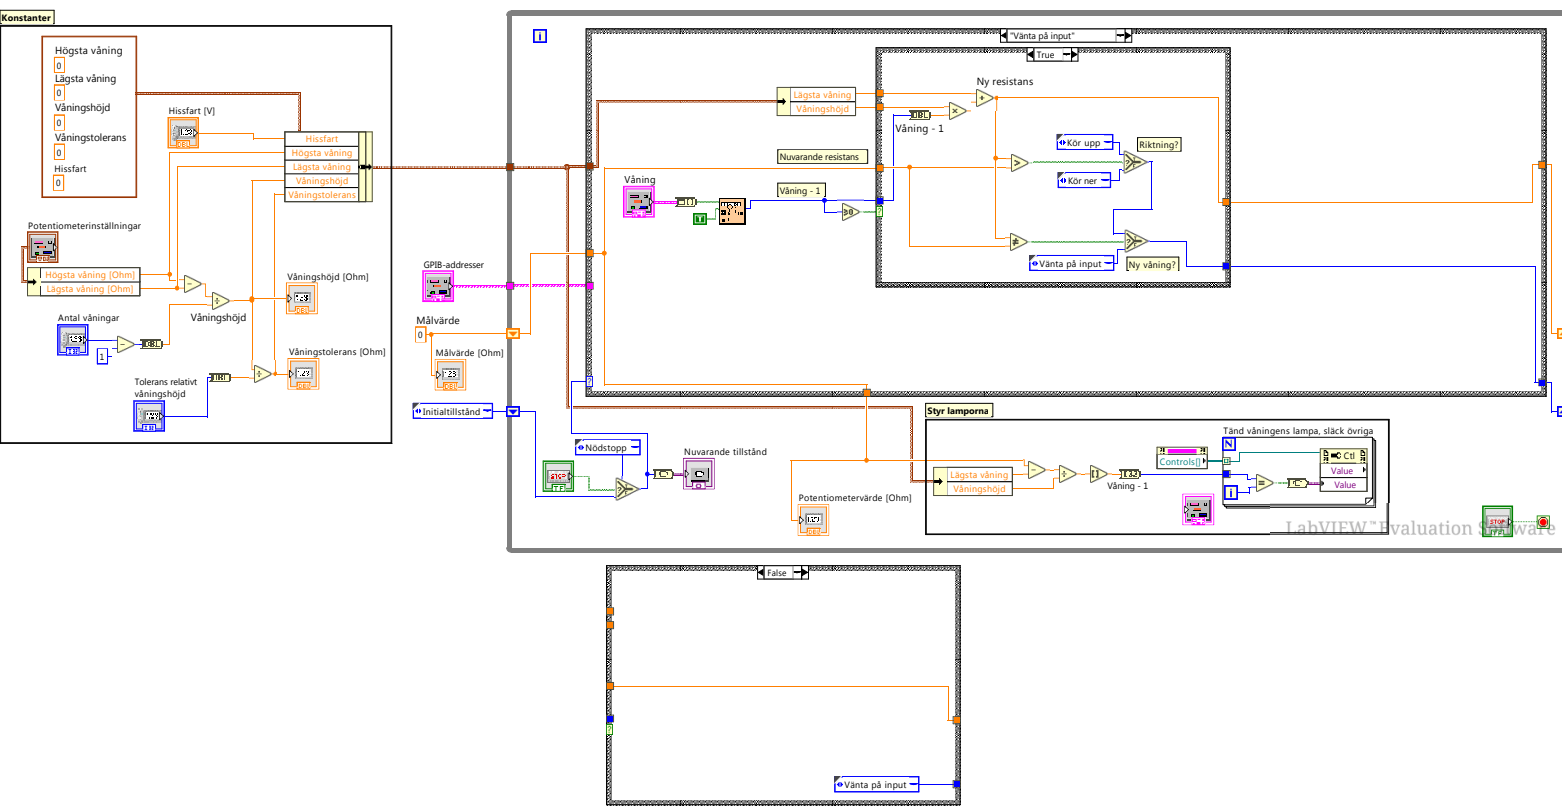 Konstanter
Högsta våning
0
Lägsta våning
0
Våningshöjd
0
Våningstolerans
0
Hissfart
0
Hissfart [V]
Hissfart
Högsta våning
Lägsta våning
Våningshöjd
Våningstolerans
Potentiometerinställningar
Högsta våning [Ohm]
Lägsta våning [Ohm]
Våningshöjd
Våningshöjd [Ohm]
Antal våningar
1
Våningstolerans [Ohm]
Tolerans relativt
våningshöjd
GPIB-addresser
Målvärde
0
Målvärde [Ohm]
Initialtillstånd
i
"Vänta på input"
True
Ny resistans
Lägsta våning
Våningshöjd
DBL
Våning - 1
Nuvarande resistans
Våning
Våning - 1
T
Kör upp
Riktning?
Kör ner
Vänta på input
Ny våning?
Nödstopp
STOP
Nuvarande tillstånd
Potentiometervärde [Ohm]
Styr lamporna
Lägsta våning
Våningshöjd
Våning - 1
Controls[]
Tänd våningens lampa, släck övriga
N
i
Ctl
Value
Value
STOP
LabVIEW™ Evaluation Software
False
Vänta på input